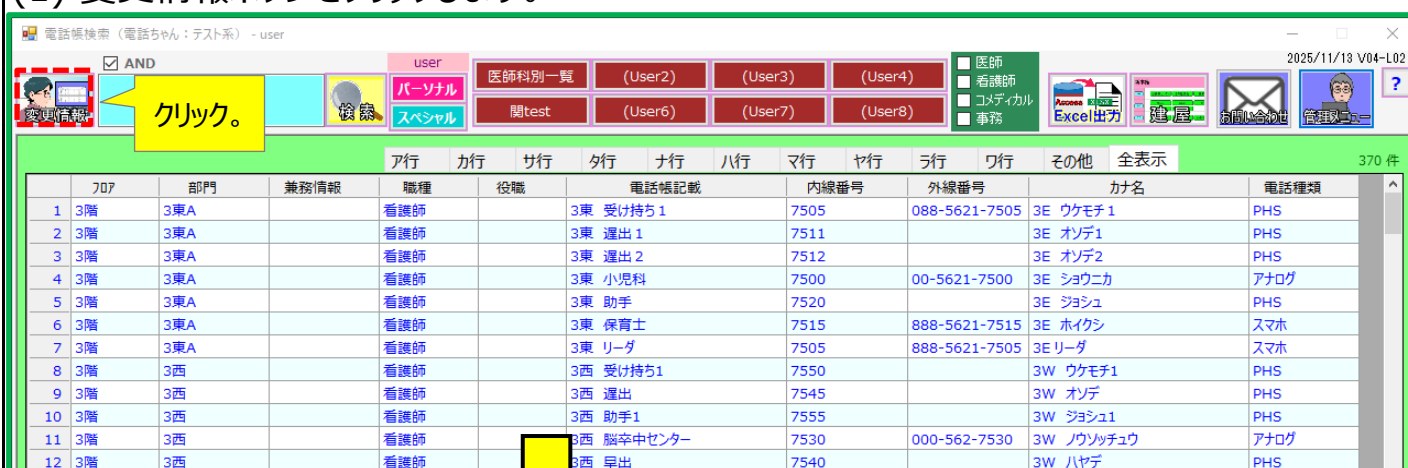 電話帳検索（電話ちゃん：テスト系） - user
AND
変更情報
クリック。
検索
user
パーソナル
スペシャル
医師科別一覧 (User2) (User3) (User4)
開test (User6) (User7) (User8)
医師
看護師
コメディカル
事務
Excel出力
建屋
お問い合わせ
管理メニュー
2025/11/13 V04-L02
?
ア行 カ行 サ行 タ行 ナ行 ハ行 マ行 ヤ行 ラ行 ワ行 その他 全表示 370 件
フロア 部門 兼務情報 職種 役職 電話帳記載 内線番号 外線番号 カナ名 電話種類
1 3階 3東A 看護師 3東 受け持ち1 7505 088-5621-7505 3E ウケモチ1 PHS
2 3階 3東A 看護師 3東 遅出1 7511 3E オソデ1 PHS
3 3階 3東A 看護師 3東 遅出2 7512 3E オソデ2 PHS
4 3階 3東A 看護師 3東 小児科 7500 00-5621-7500 3E ショウニカ アナログ
5 3階 3東A 看護師 3東 助手 7520 3E ジョシュ PHS
6 3階 3東A 看護師 3東 保育士 7515 888-5621-7515 3E ホイクシ スマホ
7 3階 3東A 看護師 3東 リーダ 7505 888-5621-7505 3E リーダ スマホ
8 3階 3西 看護師 3西 受け持ち1 7550 3W ウケモチ1 PHS
9 3階 3西 看護師 3西 遅出 7545 3W オソデ PHS
10 3階 3西 看護師 3西 助手1 7555 3W ジョシュ1 PHS
11 3階 3西 看護師 3西 脳卒中センター 7530 000-562-7530 3W ノウソッチュウ アナログ
12 3階 3西 看護師 3西 早出 7540 3W ハヤデ PHS